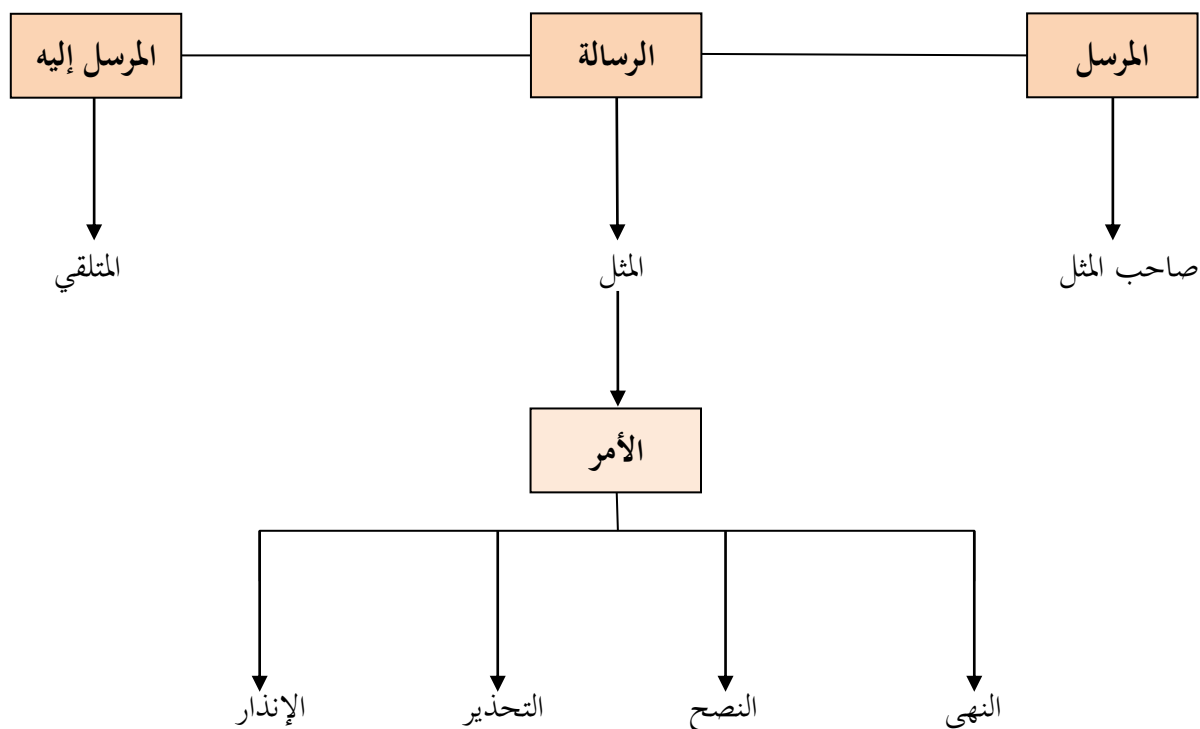 المرسل
الرسالة
المرسل إليه
صاحب المثل
المثل
المتلقي
الأمر
النهي
النصح
التحذير
الإنذار